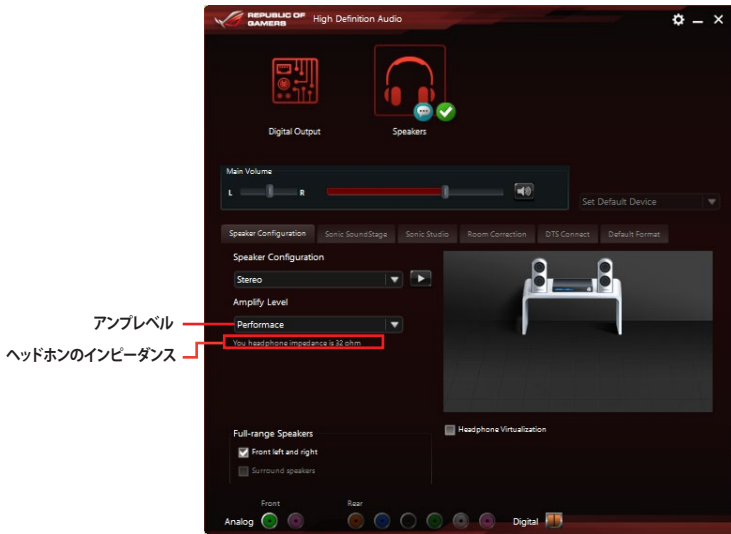 REPUBLIC OF
GAMERS
High Definition Audio
Digital Output
Speakers
Main Volume
L
R
Set Default Device
Speaker Configuration
Sonic SoundStage
Sonic Studio
Room Correction
DTS Connect
Default Format
Speaker Configuration
Stereo
Amplify Level
アンプレベル
Performace
ヘッドホンのインピーダンス
You headphone impedance is 32 ohm
Headphone Virtualization
Full-range Speakers
Front left and right
Surround speakers
Front
Rear
Analog
Digital